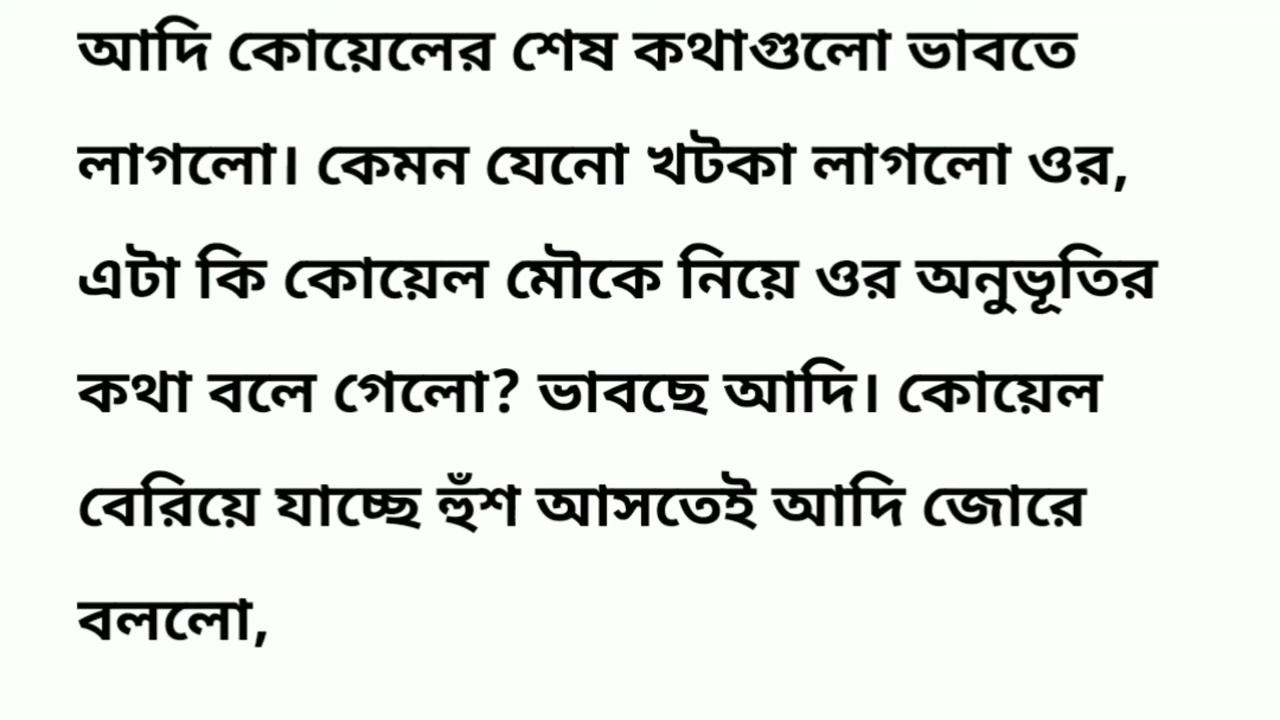 আদি কোয়েলের শেষ কথাগুলো ভাবতে
লাগলো। কেমন যেনো খটকা লাগলো ওর,
এটা কি কোয়েল মৌকে নিয়ে ওর অনুভূতির
কথা বলে গেলো? ভাবছে আদি। কোয়েল
বেরিয়ে যাচ্ছে হুঁশ আসতেই আদি জোরে
বললো,